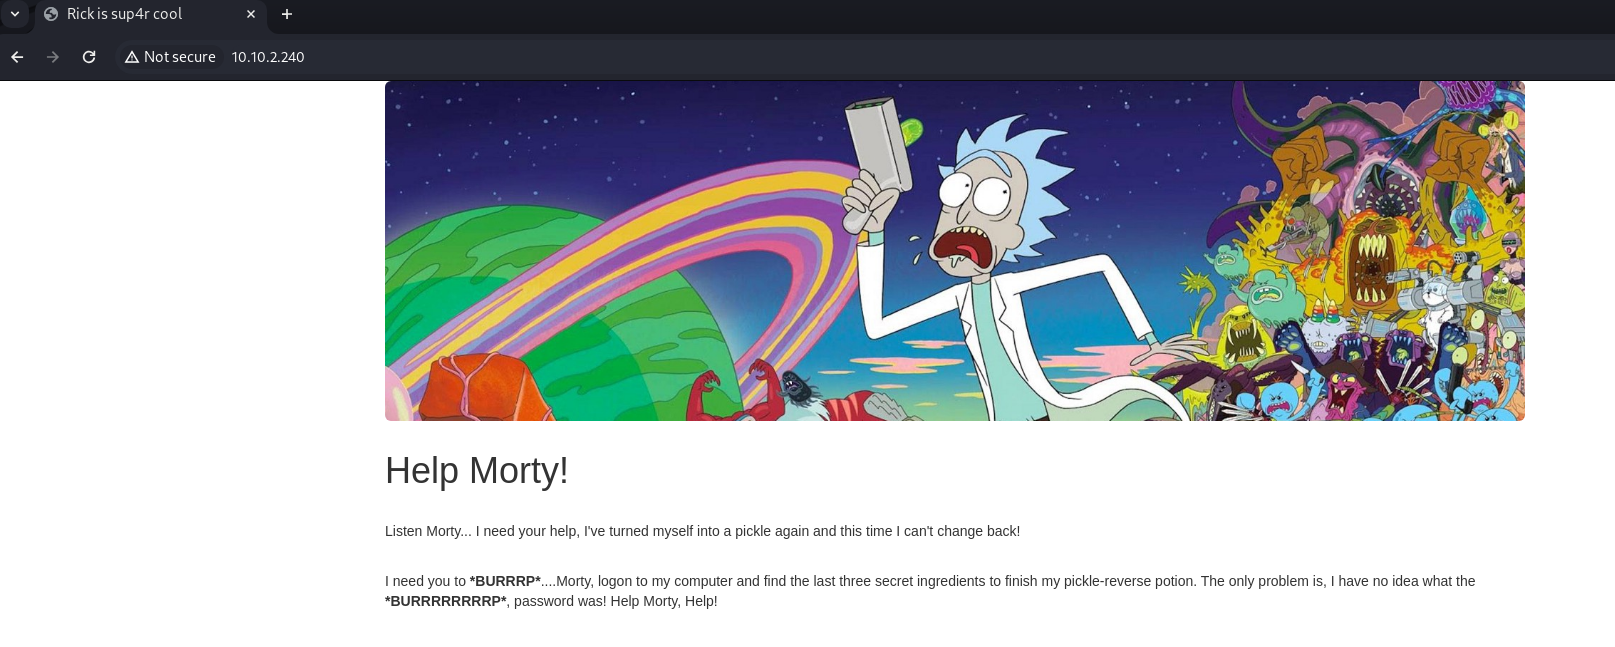 Rick is sup4r cool
Not secure 10.10.2.240
Help Morty!
Listen Morty... I need your help, I've turned myself into a pickle again and this time I can't change back!
I need you to *BURRRP*....Morty, logon to my computer and find the last three secret ingredients to finish my pickle-reverse potion. The only problem is, I have no idea what the
*BURRRRRRRRP*, password was! Help Morty, Help!